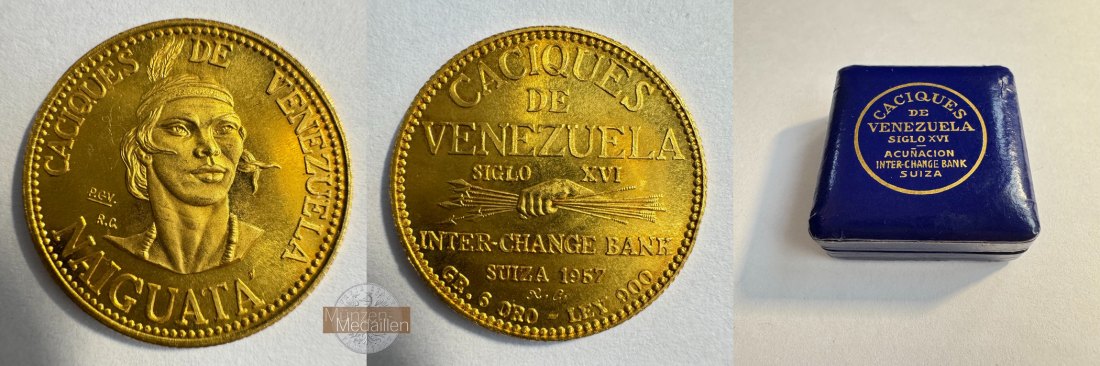 CACIQUES DE VENEZUELA
P.G.V.
R.G.
NAIGUATÁ
Münzen
Medaillen
CACIQUES
DE
VENEZUELA
SIGLO XVI
INTER-CHANGE BANK
SUIZA 1957
R.G.
GR. 6 ORO - LEY 900
CACIQUES
DE
VENEZUELA
SIGLO XVI
ACUÑACION
INTER-CHANGE BANK
SUIZA